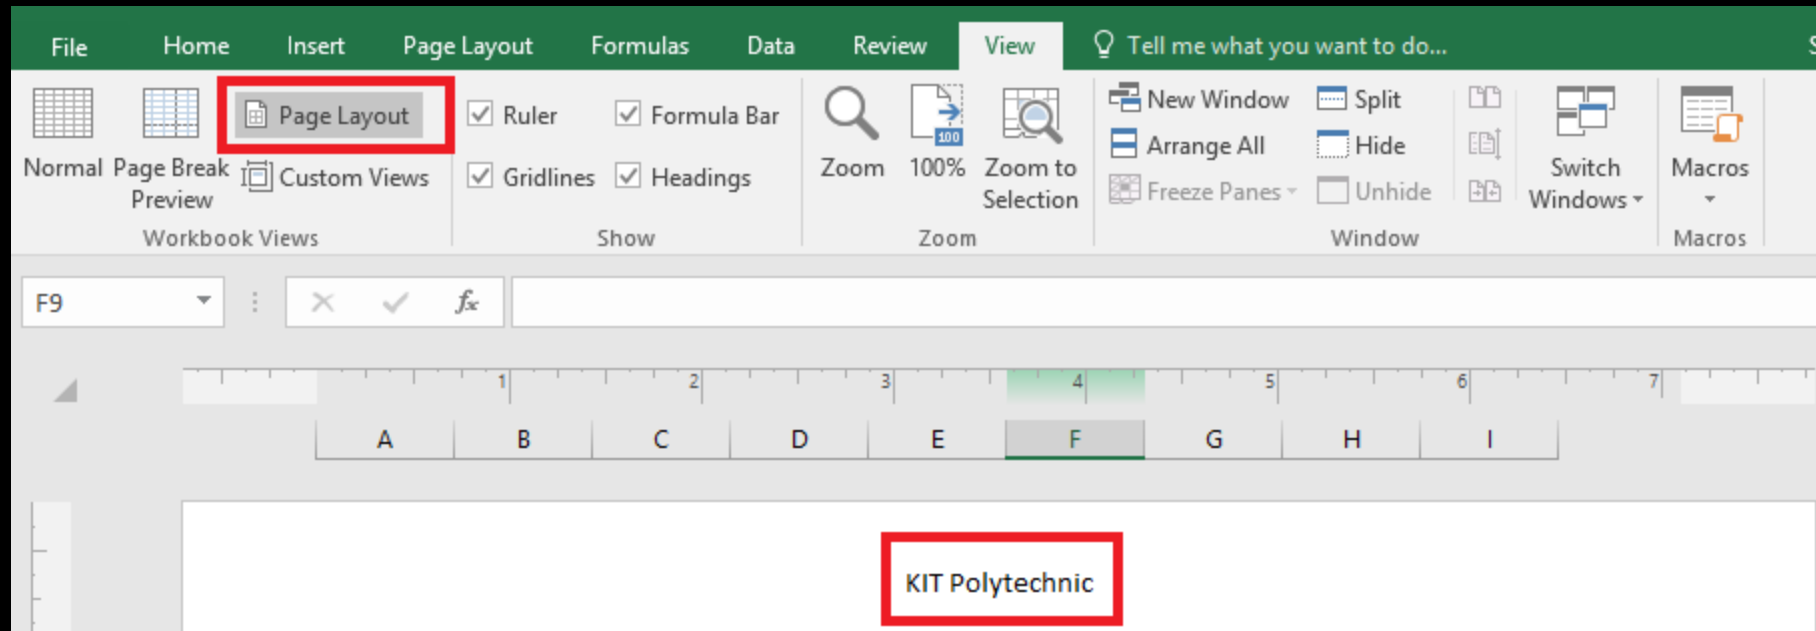 File Home Insert Page Layout Formulas Data Review View Tell me what you want to do... S
Normal Page Break Preview Page Layout Custom Views
Workbook Views
Ruler Formula Bar
Gridlines Headings
Show
Zoom 100% Zoom to Selection
100
Zoom
New Window Split
Arrange All Hide
Freeze Panes Unhide
Switch Windows
Window
Macros
Macros
F9 fx
1 2 3 4 5 6 7
A B C D E F G H I
KIT Polytechnic